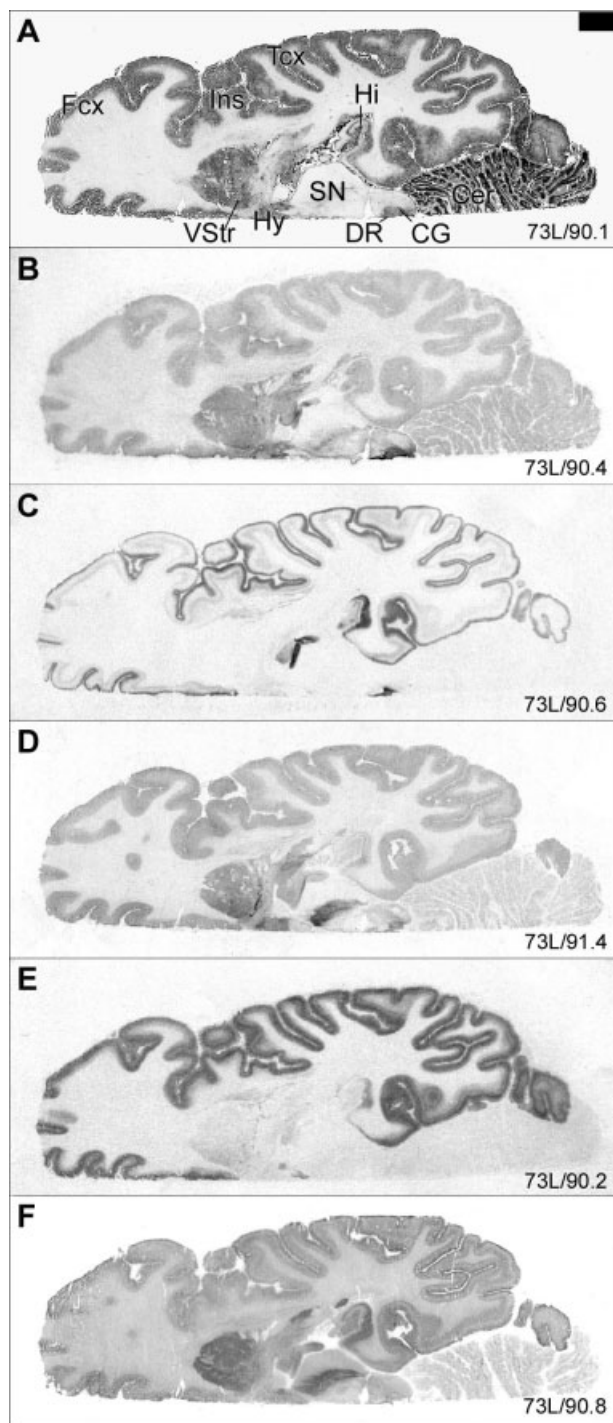 A
Tcx
Fcx
Ins
Hi
SN
Cer
VStr
Hy
DR
CG
73L/90.1
B
73L/90.4
C
73L/90.6
D
73L/91.4
E
73L/90.2
F
73L/90.8